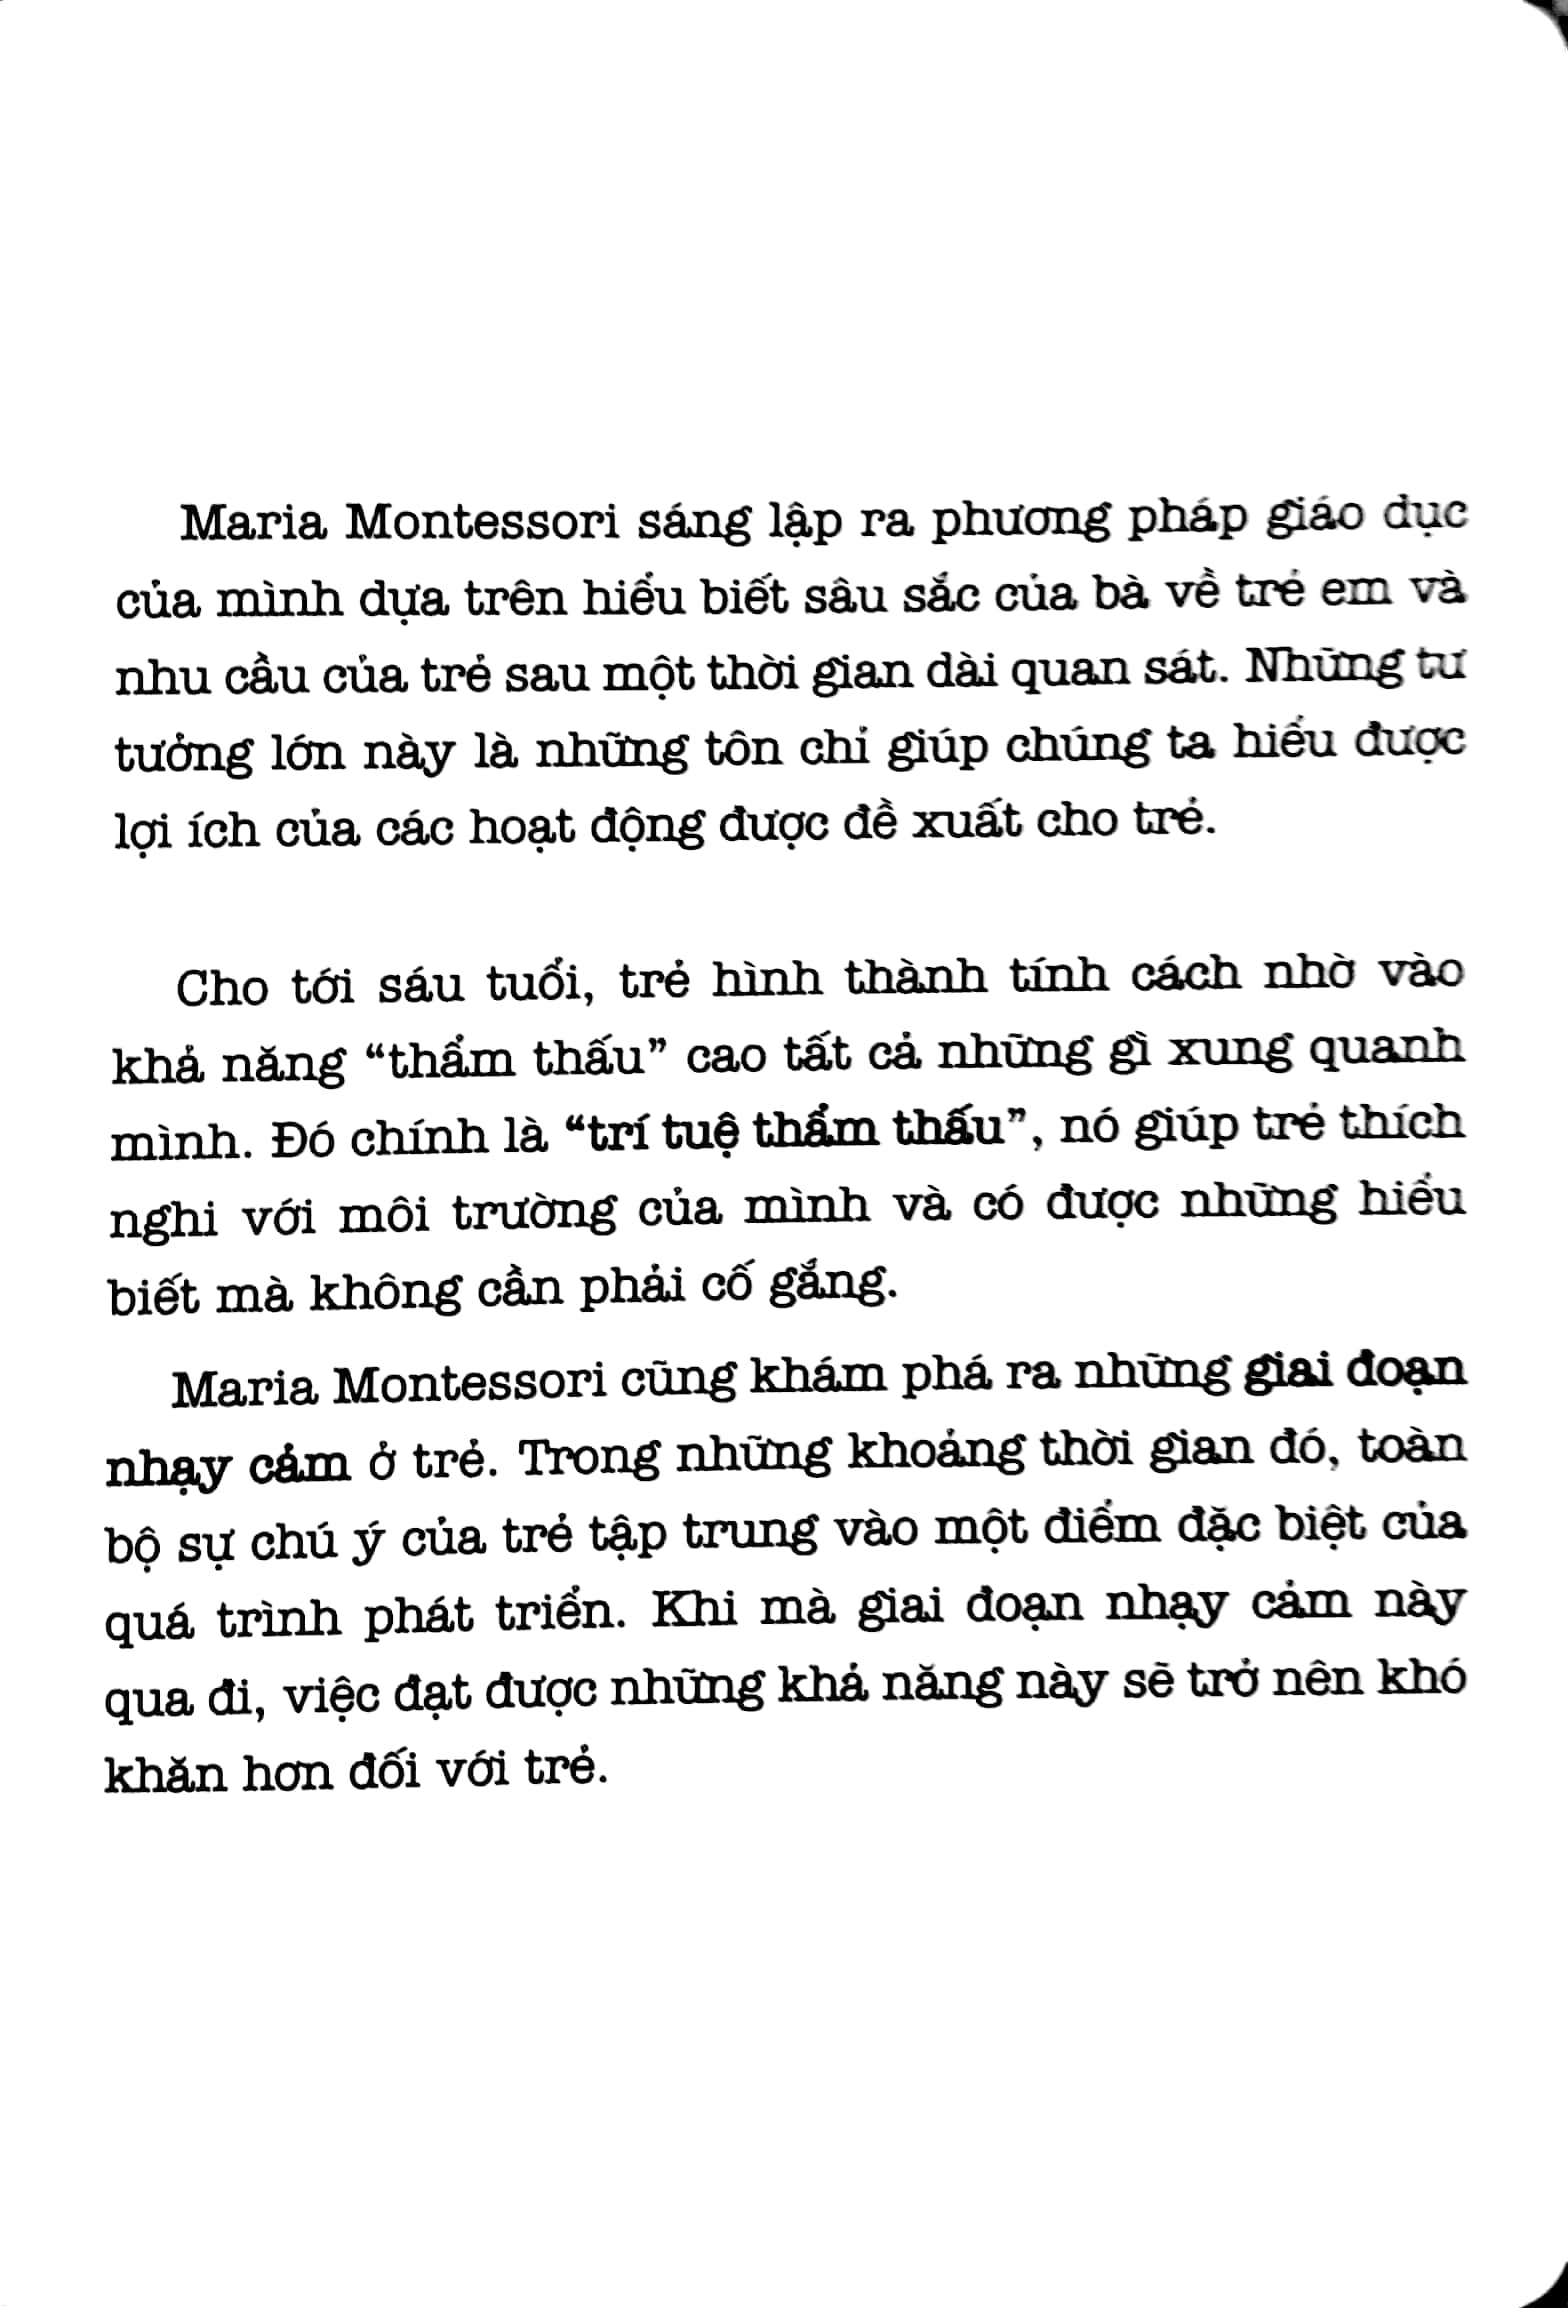 Maria Montessori sáng lập ra phương pháp giáo dục
của mình dựa trên hiểu biết sâu sắc của bà về trẻ em và
nhu cầu của trẻ sau một thời gian dài quan sát. Những tư
tưởng lớn này là những tôn chỉ giúp chúng ta hiểu được
lợi ích của các hoạt động được đề xuất cho trẻ.
Cho tới sáu tuổi, trẻ hình thành tính cách nhờ vào
khả năng “thẩm thấu” cao tất cả những gì xung quanh
mình. Đó chính là “trí tuệ thẩm thấu”, nó giúp trẻ thích
nghi với môi trường của mình và có được những hiểu
biết mà không cần phải cố gắng.
Maria Montessori cũng khám phá ra những giai đoạn
nhạy cảm ở trẻ. Trong những khoảng thời gian đó, toàn
bộ sự chú ý của trẻ tập trung vào một điểm đặc biệt của
quá trình phát triển. Khi mà giai đoạn nhạy cảm này
qua đi, việc đạt được những khả năng này sẽ trở nên khó
khăn hơn đối với trẻ.